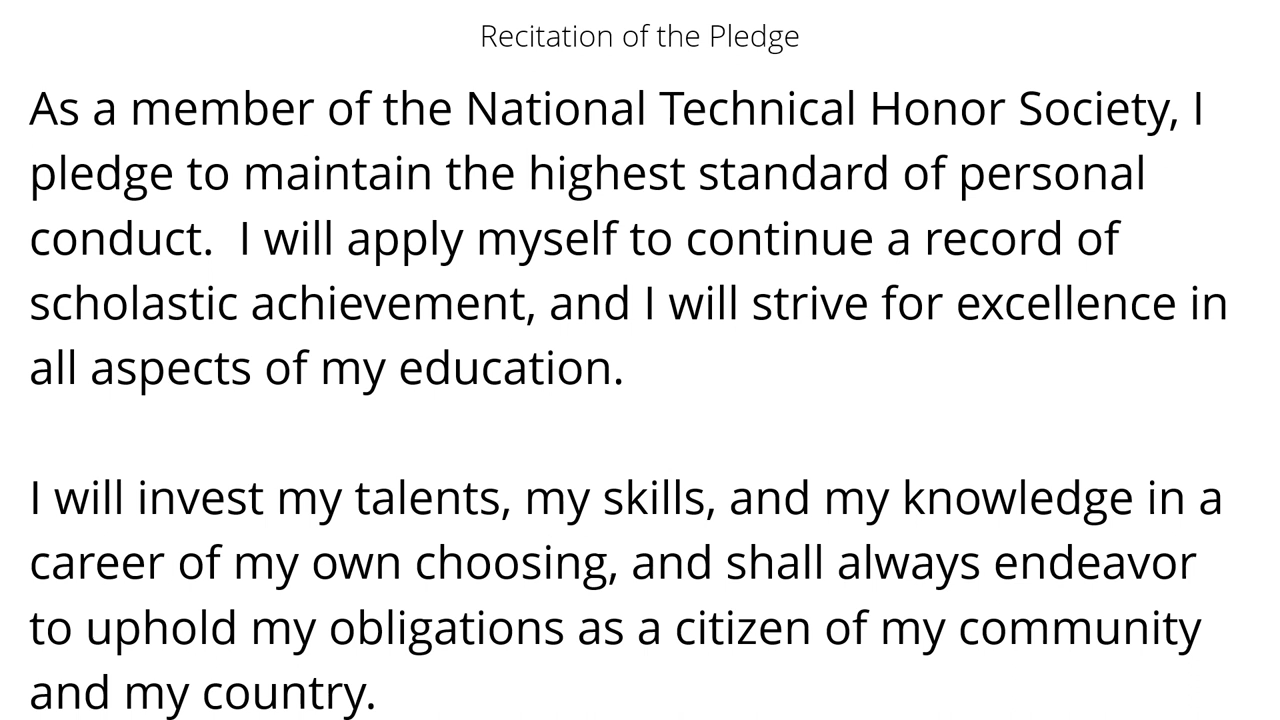 Recitation of the Pledge
As a member of the National Technical Honor Society, I
pledge to maintain the highest standard of personal
conduct.  I will apply myself to continue a record of
scholastic achievement, and I will strive for excellence in
all aspects of my education.
I will invest my talents, my skills, and my knowledge in a
career of my own choosing, and shall always endeavor
to uphold my obligations as a citizen of my community
and my country.